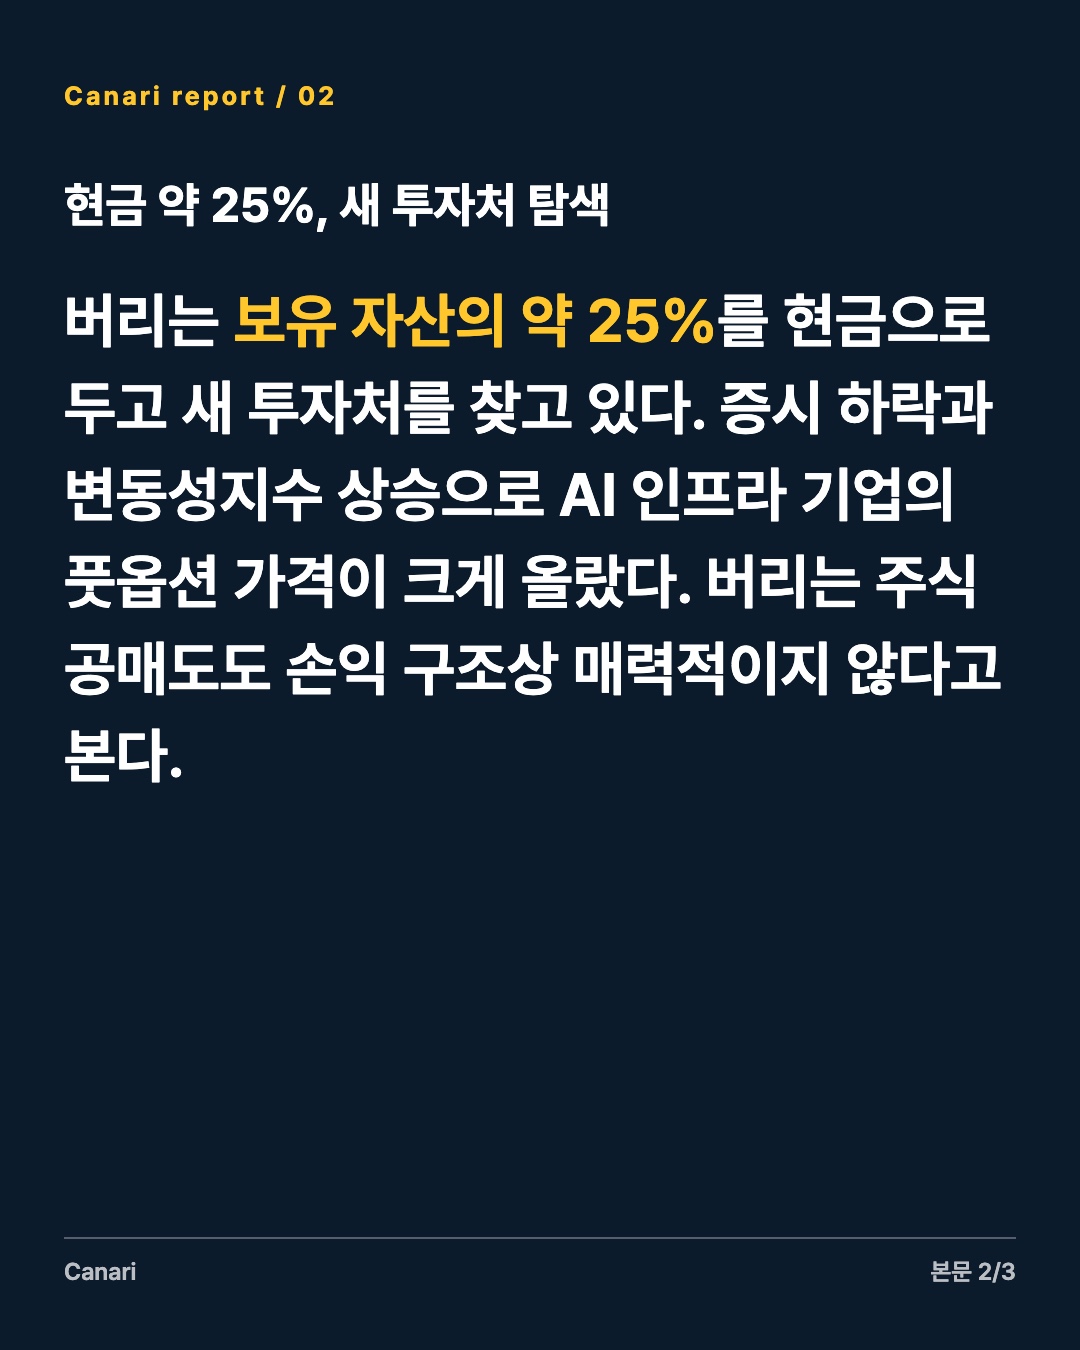 Canari report / 02
현금 약 25%, 새 투자처 탐색
버리는 보유 자산의 약 25%를 현금으로
두고 새 투자처를 찾고 있다. 증시 하락과
변동성지수 상승으로 AI 인프라 기업의
풋옵션 가격이 크게 올랐다. 버리는 주식
공매도도 손익 구조상 매력적이지 않다고
본다.
Canari
본문 2/3